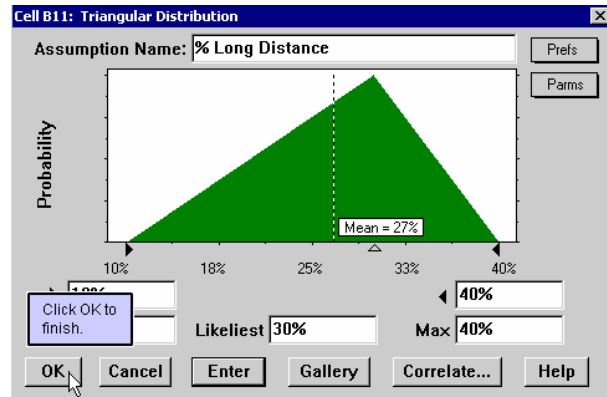 Cell B11: Triangular Distribution
Assumption Name: % Long Distance
Prefs
Parms
Probability
Mean = 27%
10% 18% 25% 33% 40%
40%
Click OK to
finish.
Likeliest 30% Max 40%
OK Cancel Enter Gallery Correlate... Help